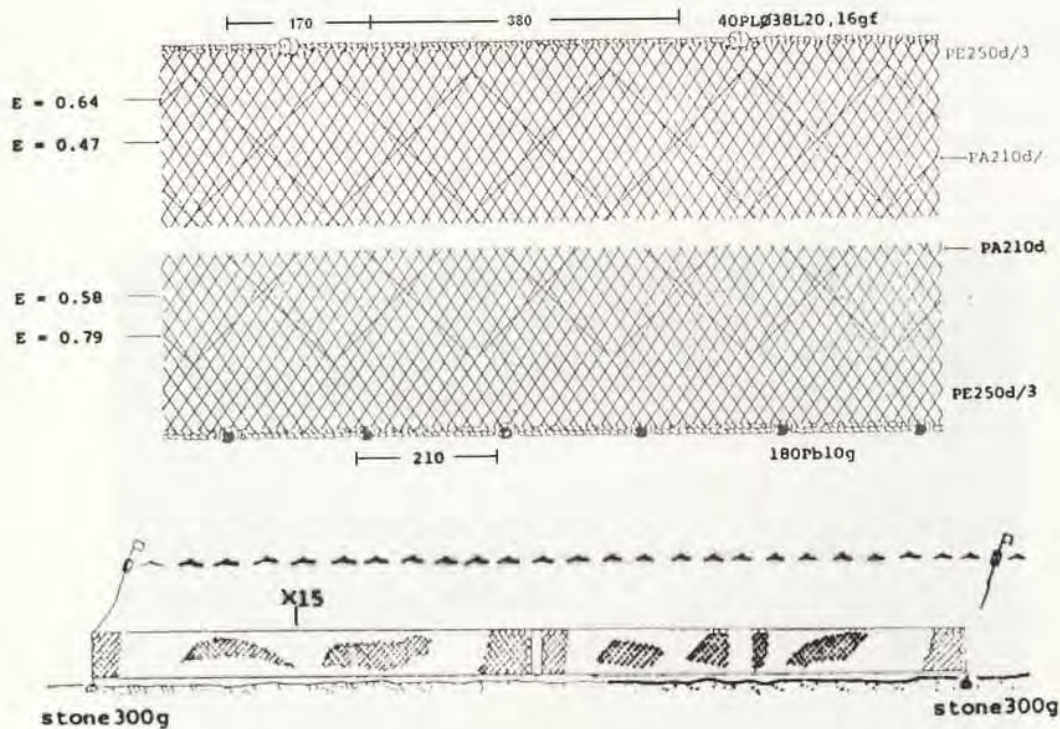 170 380 40PLØ38L20,16gf
PE250d/3
E = 0.64
E = 0.47
PA210d/
PA210d
E = 0.58
E = 0.79
PE250d/3
210 180Pb10g
X15
stone300g stone300g